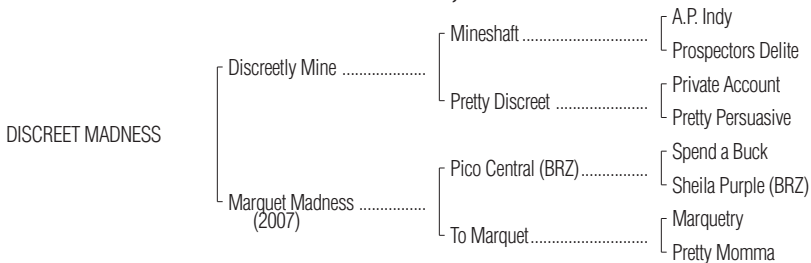 A.P. Indy
Mineshaft ....................
Prospectors Delite
Discreetly Mine ....................
Private Account
Pretty Discreet ....................
Pretty Persuasive
DISCREET MADNESS
Spend a Buck
Pico Central (BRZ)...............
Sheila Purple (BRZ)
Marquet Madness ...............
(2007)
Marquetry
To Marquet..........................
Pretty Momma